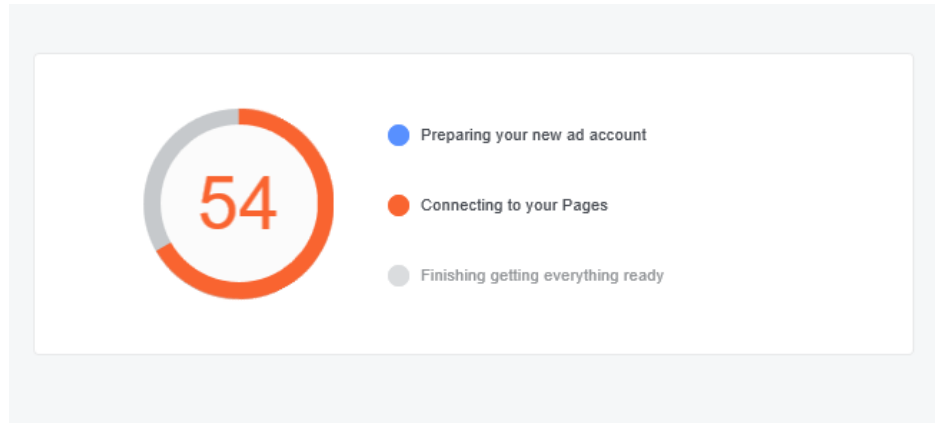 54
Preparing your new ad account
Connecting to your Pages
Finishing getting everything ready